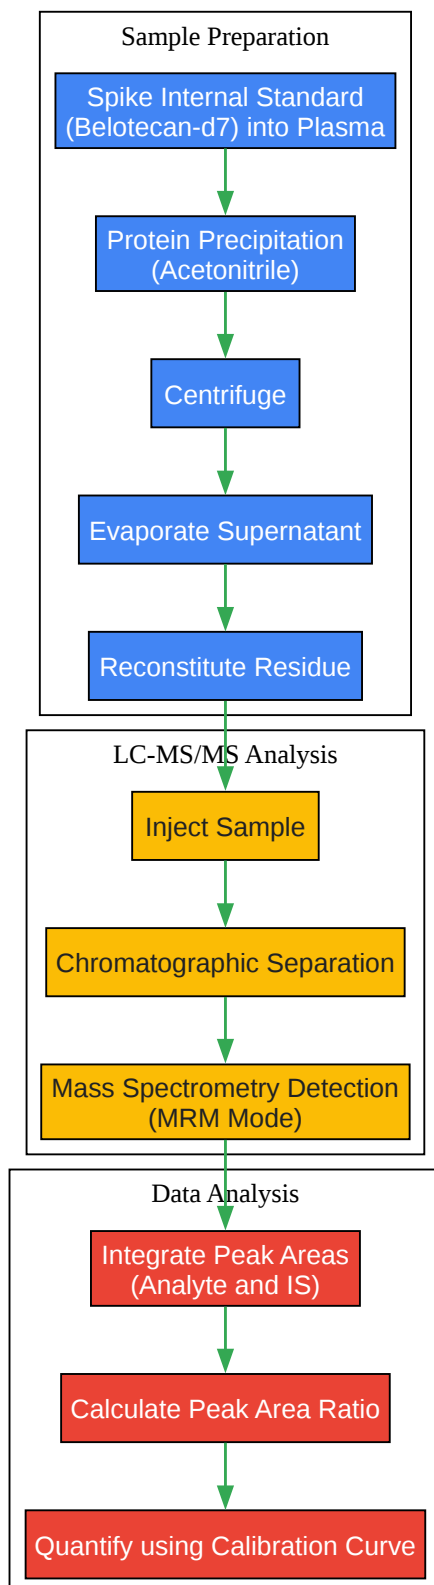 Sample Preparation
Spike Internal Standard
(Belotecan-d7) into Plasma
Protein Precipitation
(Acetonitrile)
Centrifuge
Evaporate Supernatant
Reconstitute Residue
LC-MS/MS Analysis
Inject Sample
Chromatographic Separation
Mass Spectrometry Detection
(MRM Mode)
Data Analysis
Integrate Peak Areas
(Analyte and IS)
Calculate Peak Area Ratio
Quantify using Calibration Curve